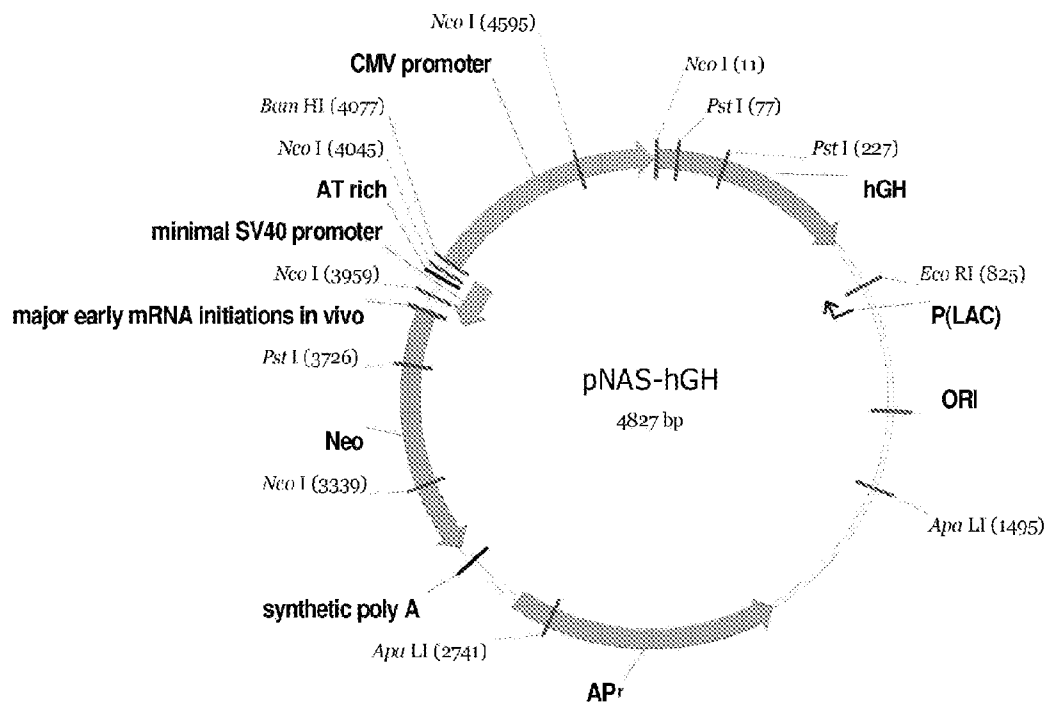 Nco I (4595)
CMV promoter
Nco I (11)
Bam HI (4077)
Pst I (77)
Nco I (4045)
Pst I (227)
AT rich
hGH
minimal SV40 promoter
Nco I (3959)
Eco RI (825)
major early mRNA initiations in vivo
P(LAC)
Pst I (3726)
pNAS-hGH
4827 bp
ORI
Neo
Nco I (3339)
Apa LI (1495)
synthetic poly A
Apa LI (2741)
APr